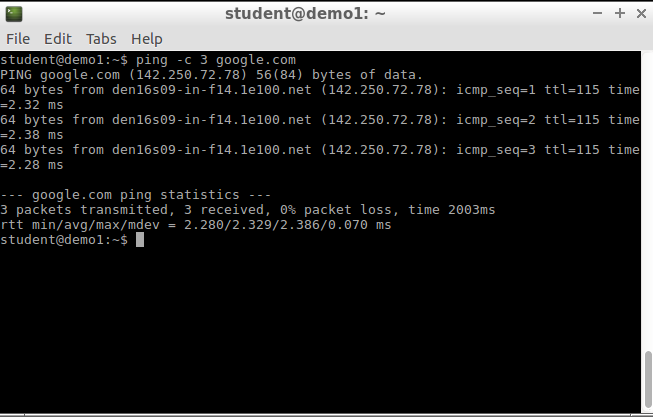 student@demo1: ~
File Edit Tabs Help
student@demo1:~$ ping -c 3 google.com
PING google.com (142.250.72.78) 56(84) bytes of data.
64 bytes from den16s09-in-f14.1e100.net (142.250.72.78): icmp_seq=1 ttl=115 time
=2.32 ms
64 bytes from den16s09-in-f14.1e100.net (142.250.72.78): icmp_seq=2 ttl=115 time
=2.38 ms
64 bytes from den16s09-in-f14.1e100.net (142.250.72.78): icmp_seq=3 ttl=115 time
=2.28 ms
--- google.com ping statistics ---
3 packets transmitted, 3 received, 0% packet loss, time 2003ms
rtt min/avg/max/mdev = 2.280/2.329/2.386/0.070 ms
student@demo1:~$